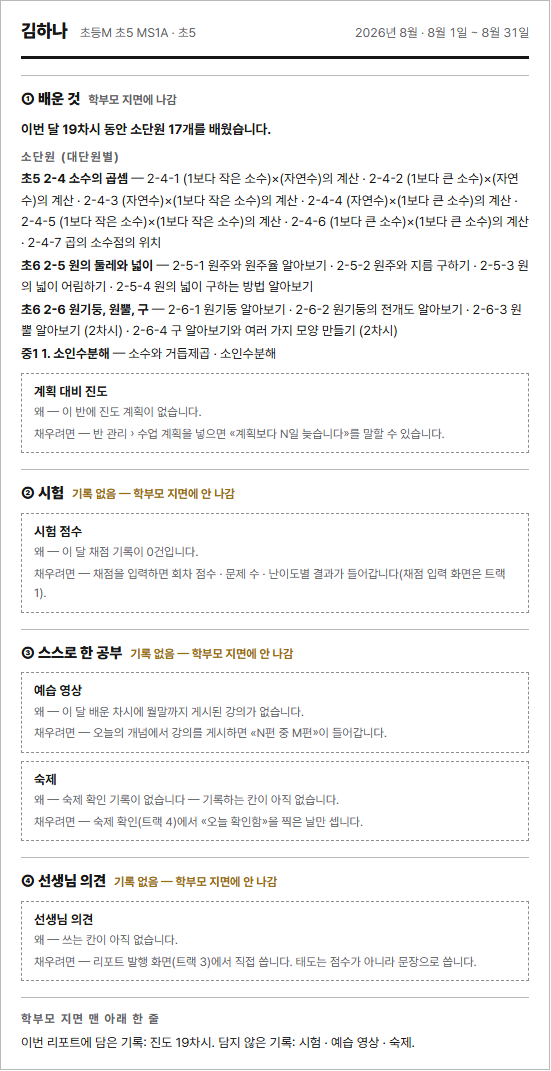 김하나 초등M 초5 MS1A · 초5 2026년 8월 · 8월 1일 ~ 8월 31일
① 배운 것 학부모 지면에 나감
이번 달 19차시 동안 소단원 17개를 배웠습니다.
소단원 (대단원별)
초5 2-4 소수의 곱셈 — 2-4-1 (1보다 작은 소수)×(자연수)의 계산 · 2-4-2 (1보다 큰 소수)×(자연
수)의 계산 · 2-4-3 (자연수)×(1보다 작은 소수)의 계산 · 2-4-4 (자연수)×(1보다 큰 소수)의 계산 ·
2-4-5 (1보다 작은 소수)×(1보다 작은 소수)의 계산 · 2-4-6 (1보다 큰 소수)×(1보다 큰 소수)의 계산
· 2-4-7 곱의 소수점의 위치
초6 2-5 원의 둘레와 넓이 — 2-5-1 원주와 원주율 알아보기 · 2-5-2 원주와 지름 구하기 · 2-5-3 원
의 넓이 어림하기 · 2-5-4 원의 넓이 구하는 방법 알아보기
초6 2-6 원기둥, 원뿔, 구 — 2-6-1 원기둥 알아보기 · 2-6-2 원기둥의 전개도 알아보기 · 2-6-3 원
뿔 알아보기 (2차시) · 2-6-4 구 알아보기와 여러 가지 모양 만들기 (2차시)
중1 1. 소인수분해 — 소수와 거듭제곱 · 소인수분해
계획 대비 진도
왜 — 이 반에 진도 계획이 없습니다.
채우려면 — 반 관리 › 수업 계획을 넣으면 «계획보다 N일 늦습니다»를 말할 수 있습니다.
② 시험 기록 없음 — 학부모 지면에 안 나감
시험 점수
왜 — 이 달 채점 기록이 0건입니다.
채우려면 — 채점을 입력하면 회차 점수 · 문제 수 · 난이도별 결과가 들어갑니다(채점 입력 화면은 트랙
1).
③ 스스로 한 공부 기록 없음 — 학부모 지면에 안 나감
예습 영상
왜 — 이 달 배운 차시에 월말까지 게시된 강의가 없습니다.
채우려면 — 오늘의 개념에서 강의를 게시하면 «N편 중 M편»이 들어갑니다.
숙제
왜 — 숙제 확인 기록이 없습니다 — 기록하는 칸이 아직 없습니다.
채우려면 — 숙제 확인(트랙 4)에서 «오늘 확인함»을 찍은 날만 셉니다.
④ 선생님 의견 기록 없음 — 학부모 지면에 안 나감
선생님 의견
왜 — 쓰는 칸이 아직 없습니다.
채우려면 — 리포트 발행 화면(트랙 3)에서 직접 씁니다. 태도는 점수가 아니라 문장으로 씁니다.
학부모 지면 맨 아래 한 줄
이번 리포트에 담은 기록: 진도 19차시. 담지 않은 기록: 시험 · 예습 영상 · 숙제.